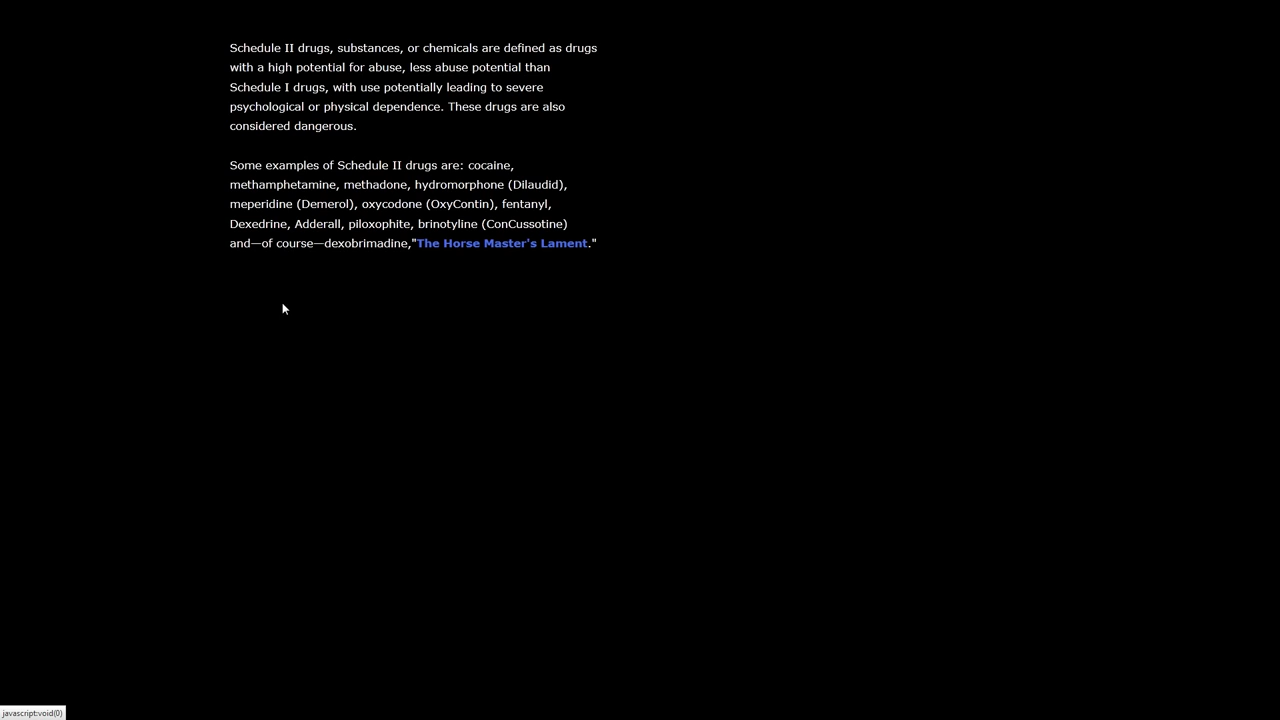 Schedule II drugs, substances, or chemicals are defined as drugs
with a high potential for abuse, less abuse potential than
Schedule I drugs, with use potentially leading to severe
psychological or physical dependence. These drugs are also
considered dangerous.
Some examples of Schedule II drugs are: cocaine,
methamphetamine, methadone, hydromorphone (Dilaudid),
meperidine (Demerol), oxycodone (OxyContin), fentanyl,
Dexedrine, Adderall, piloxophite, brinotyline (ConCussotine)
and—of course—dexobrimadine,"The Horse Master's Lament."
javascript:void(0)